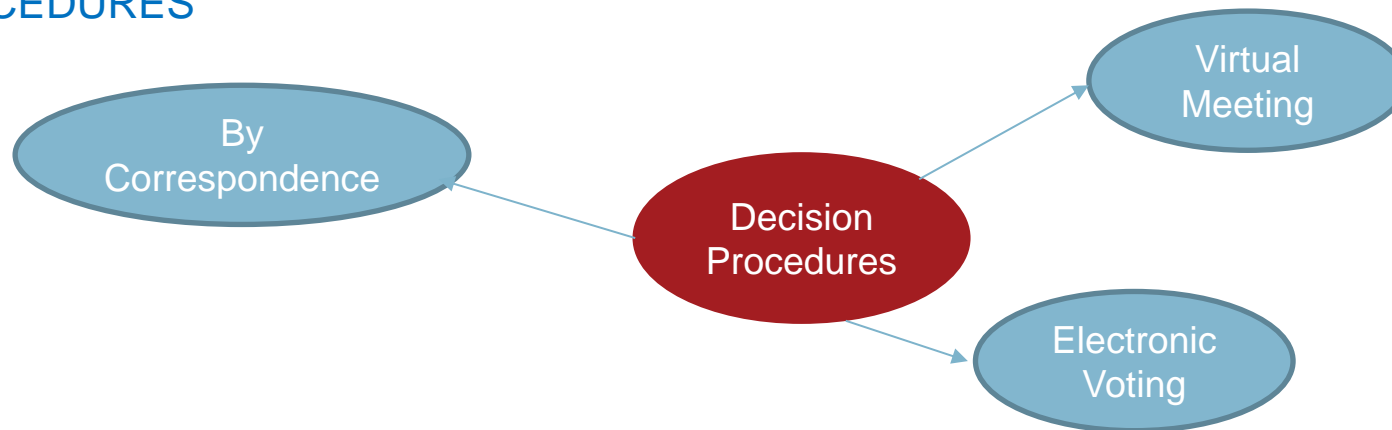 CEDURES
Virtual
Meeting
By
Correspondence
Decision
Procedures
Electronic
Voting